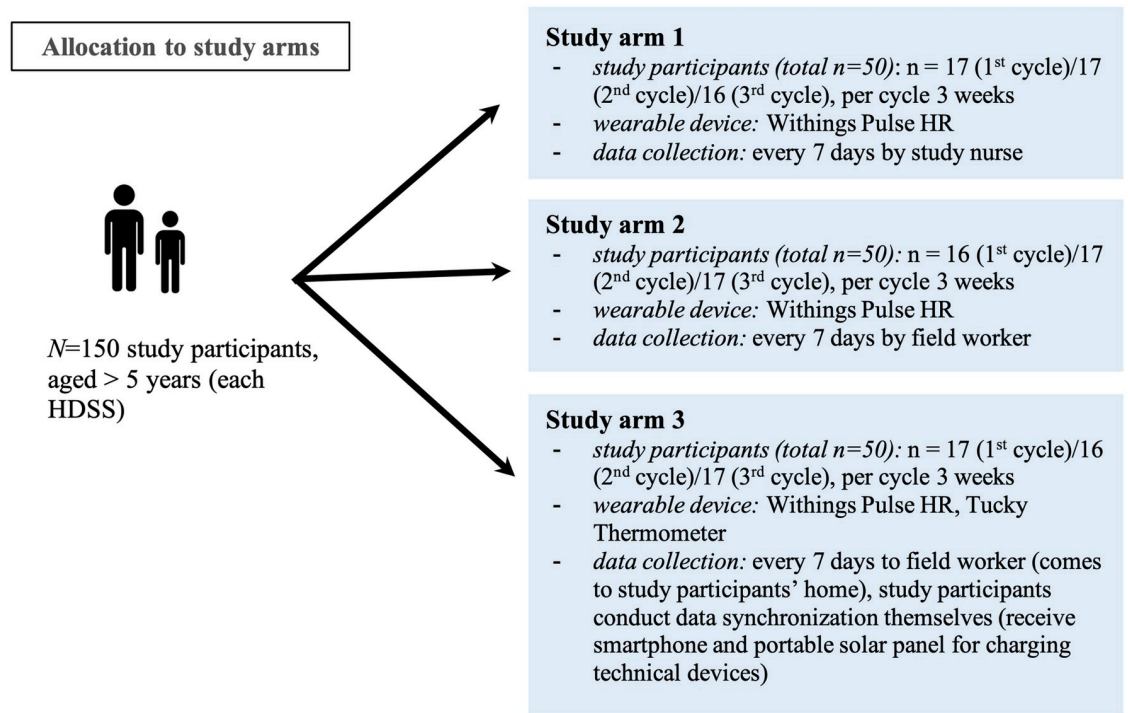 Allocation to study arms
N=150 study participants,
aged > 5 years (each
HDSS)
Study arm 1
- study participants (total n=50): n = 17 (1st cycle)/17
(2nd cycle)/16 (3rd cycle), per cycle 3 weeks
- wearable device: Withings Pulse HR
- data collection: every 7 days by study nurse
Study arm 2
- study participants (total n=50): n = 16 (1st cycle)/17
(2nd cycle)/17 (3rd cycle), per cycle 3 weeks
- wearable device: Withings Pulse HR
- data collection: every 7 days by field worker
Study arm 3
- study participants (total n=50): n = 17 (1st cycle)/16
(2nd cycle)/17 (3rd cycle), per cycle 3 weeks
- wearable device: Withings Pulse HR, Tucky
Thermometer
- data collection: every 7 days to field worker (comes
to study participants’ home), study participants
conduct data synchronization themselves (receive
smartphone and portable solar panel for charging
technical devices)